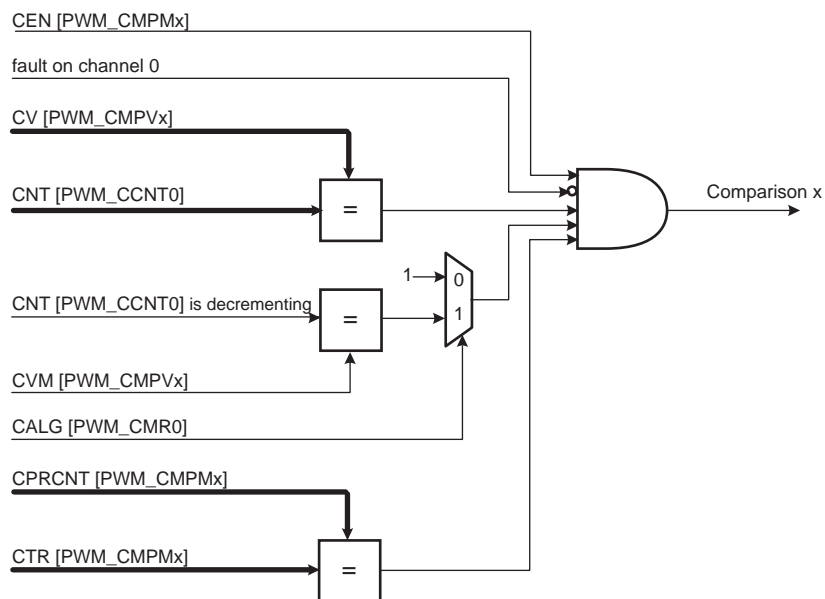 CEN [PWM_CMPMx]
fault on channel 0
CV [PWM_CMPVx]
CNT [PWM_CCNT0]
=
Comparison x
1
0
1
CNT [PWM_CCNT0] is decrementing
=
CVM [PWM_CMPVx]
CALG [PWM_CMR0]
CPRCNT [PWM_CMPMx]
CTR [PWM_CMPMx]
=